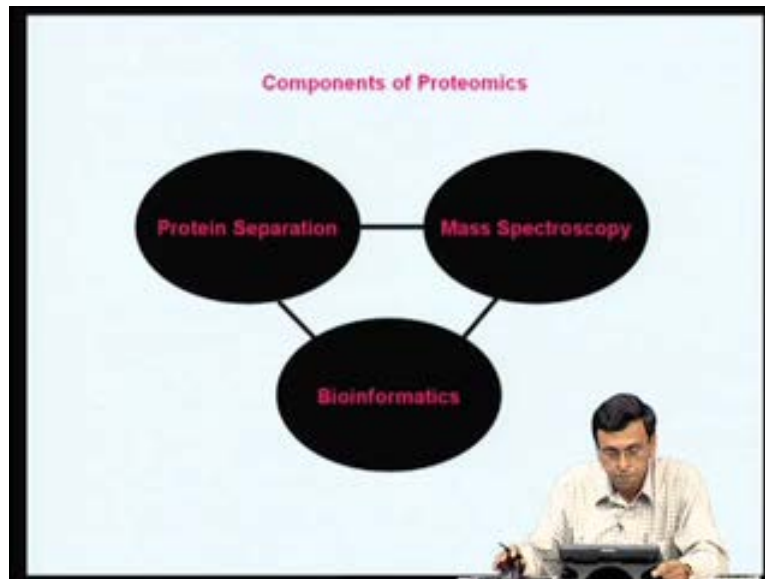 Components of Proteomics
Protein Separation
Mass Spectroscopy
Bioinformatics